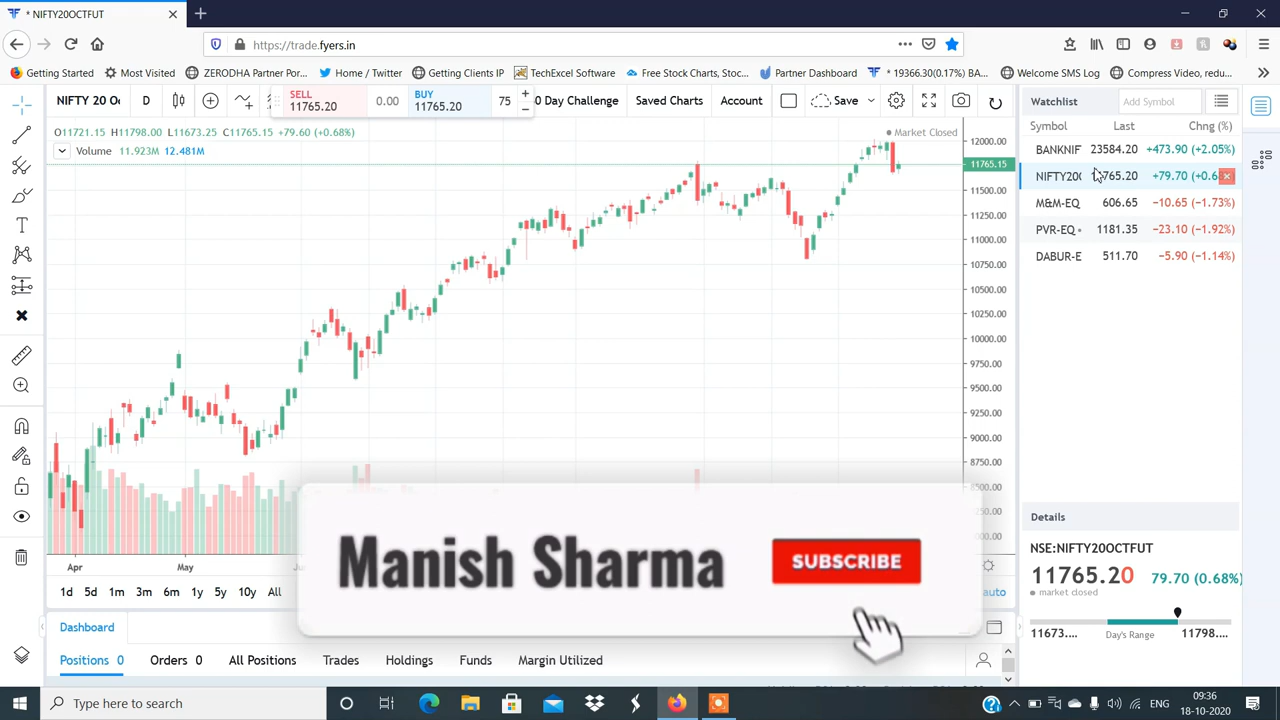 * NIFTY20OCTFUT
https://trade.fyers.in
Getting Started Most Visited ZERODHA Partner Por... Home / Twitter Getting Clients IP TechExcel Software Free Stock Charts, Stoc... Partner Dashboard * 19366.30(0.17%) BA... Welcome SMS Log Compress Video, redu...
NIFTY 20 Oc D SELL 11765.20 0.00 BUY 11765.20 75 Day Challenge Saved Charts Account Save
O11721.15 H11798.00 L11673.25 C11765.15 +79.60 (+0.68%)
Market Closed
Volume 11.923M 12.481M
12000.00
11765.15
11500.00
11250.00
11000.00
10750.00
10500.00
10250.00
10000.00
9750.00
9500.00
9250.00
9000.00
8750.00
Apr May
1d 5d 1m 3m 6m 1y 5y 10y All auto
Watchlist Add Symbol
Symbol Last Chng (%)
BANKNIF 23584.20 +473.90 (+2.05%)
NIFTY20 765.20 +79.70 (+0.6
M&M-EQ 606.65 −10.65 (−1.73%)
PVR-EQ 1181.35 −23.10 (−1.92%)
DABUR-E 511.70 −5.90 (−1.14%)
Details
NSE:NIFTY20OCTFUT
11765.20 79.70 (0.68%)
market closed
11673.... Day's Range 11798....
Manish Sharma SUBSCRIBE
Dashboard
Positions 0 Orders 0 All Positions Trades Holdings Funds Margin Utilized
Type here to search
ENG
09:36
18-10-2020